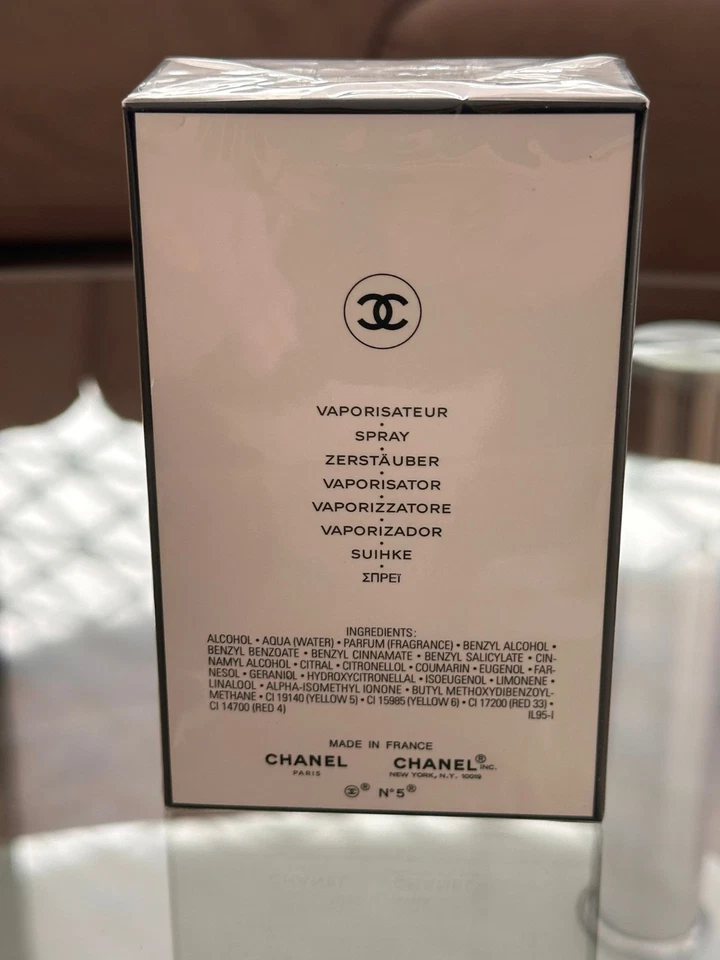 VAPORISATEUR
•
SPRAY
•
ZERSTÄUBER
•
VAPORISATOR
•
VAPORIZZATORE
•
VAPORIZADOR
•
SUIHKE
•
ΣΠΡΕΪ
INGREDIENTS:
ALCOHOL • AQUA (WATER) • PARFUM (FRAGRANCE) • BENZYL ALCOHOL •
BENZYL BENZOATE • BENZYL CINNAMATE • BENZYL SALICYLATE • CIN-
NAMYL ALCOHOL • CITRAL • CITRONELLOL • COUMARIN • EUGENOL • FAR-
NESOL • GERANIOL • HYDROXYCITRONELLAL • ISOEUGENOL • LIMONENE •
LINALOOL • ALPHA-ISOMETHYL IONONE • BUTYL METHOXYDIBENZOYL-
METHANE • CI 19140 (YELLOW 5) • CI 15985 (YELLOW 6) • CI 17200 (RED 33) •
CI 14700 (RED 4)
IL95-I
MADE IN FRANCE
CHANEL CHANEL® INC.
PARIS NEW YORK, N.Y. 10019
® N°5®